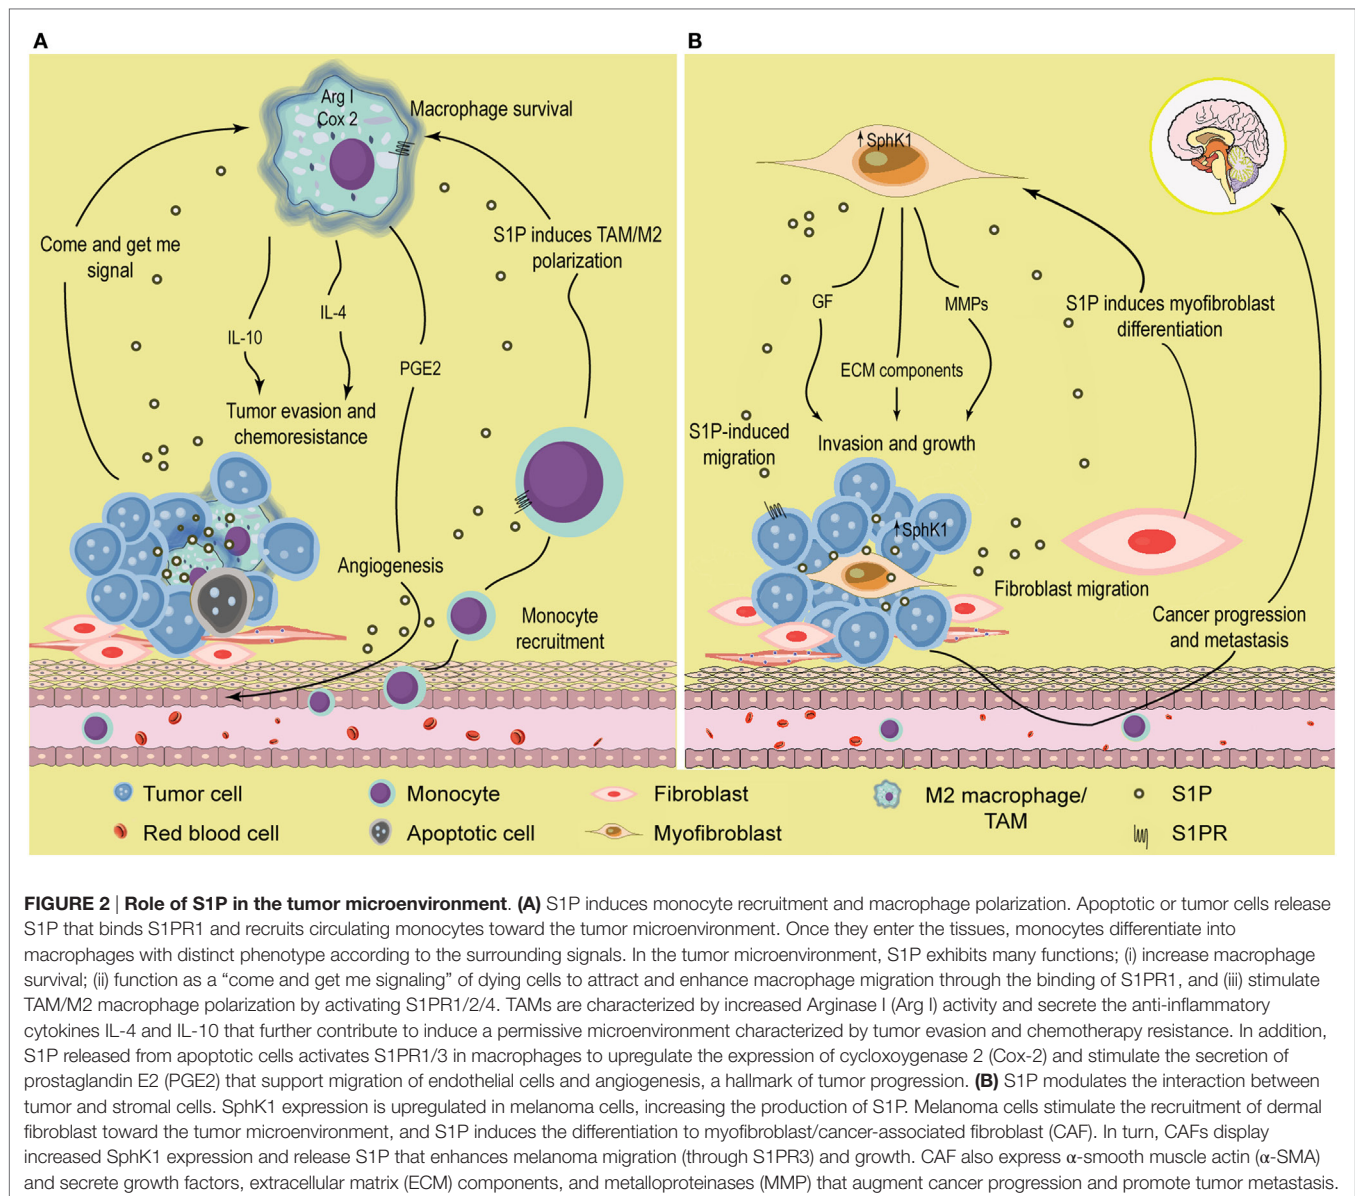 A
Arg I
Cox 2
Macrophage survival
Come and get me
signal
S1P induces TAM/M2
polarization
IL-4
IL-10
PGE2
Tumor evasion and
chemoresistance
Angiogenesis
Monocyte
recruitment
B
↑SphK1
GF
MMPs
S1P induces myofibroblast
differentiation
ECM components
S1P-induced
migration
Invasion and growth
↑SphK1
Fibroblast migration
Cancer progression
and metastasis
Tumor cell
Monocyte
Fibroblast
M2 macrophage/
TAM
S1P
Red blood cell
Apoptotic cell
Myofibroblast
S1PR
FIGURE 2 | Role of S1P in the tumor microenvironment. (A) S1P induces monocyte recruitment and macrophage polarization. Apoptotic or tumor cells release
S1P that binds S1PR1 and recruits circulating monocytes toward the tumor microenvironment. Once they enter the tissues, monocytes differentiate into
macrophages with distinct phenotype according to the surrounding signals. In the tumor microenvironment, S1P exhibits many functions; (i) increase macrophage
survival; (ii) function as a “come and get me signaling” of dying cells to attract and enhance macrophage migration through the binding of S1PR1, and (iii) stimulate
TAM/M2 macrophage polarization by activating S1PR1/2/4. TAMs are characterized by increased Arginase I (Arg I) activity and secrete the anti-inflammatory
cytokines IL-4 and IL-10 that further contribute to induce a permissive microenvironment characterized by tumor evasion and chemotherapy resistance. In addition,
S1P released from apoptotic cells activates S1PR1/3 in macrophages to upregulate the expression of cycloxoygenase 2 (Cox-2) and stimulate the secretion of
prostaglandin E2 (PGE2) that support migration of endothelial cells and angiogenesis, a hallmark of tumor progression. (B) S1P modulates the interaction between
tumor and stromal cells. SphK1 expression is upregulated in melanoma cells, increasing the production of S1P. Melanoma cells stimulate the recruitment of dermal
fibroblast toward the tumor microenvironment, and S1P induces the differentiation to myofibroblast/cancer-associated fibroblast (CAF). In turn, CAFs display
increased SphK1 expression and release S1P that enhances melanoma migration (through S1PR3) and growth. CAF also express α-smooth muscle actin (α-SMA)
and secrete growth factors, extracellular matrix (ECM) components, and metalloproteinases (MMP) that augment cancer progression and promote tumor metastasis.